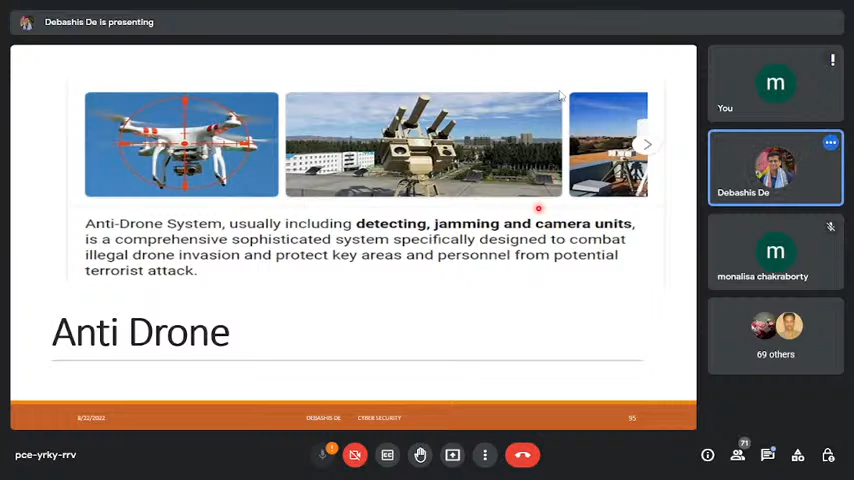 Debashis De is presenting
m
You
Debashis De
m
monalisa chakraborty
69 others
Anti-Drone System, usually including detecting, jamming and camera units,
is a comprehensive sophisticated system specifically designed to combat
illegal drone invasion and protect key areas and personnel from potential
terrorist attack.
Anti Drone
8/22/2022 DEBASHIS DE CYBER SECURITY 95
pce-yrky-rrv
71